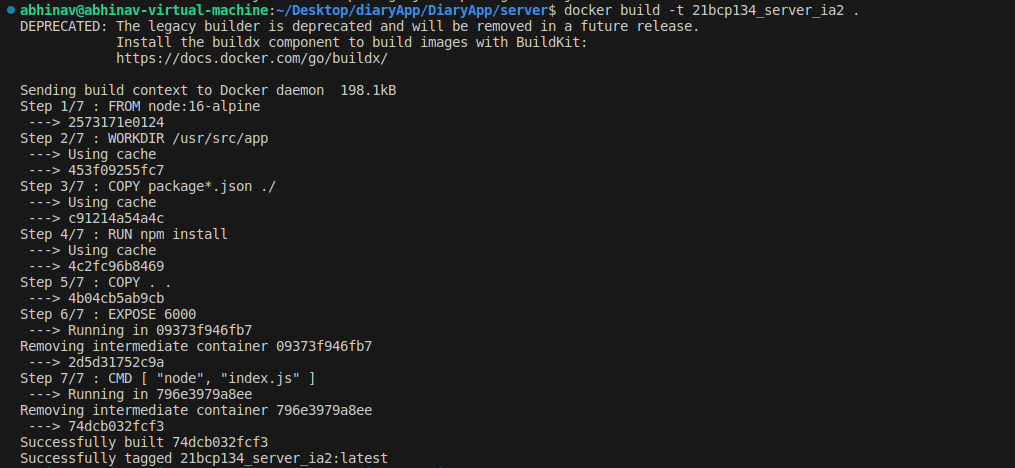 abhinav@abhinav-virtual-machine:~/Desktop/diaryApp/DiaryApp/server$ docker build -t 21bcp134_server_ia2 .
DEPRECATED: The legacy builder is deprecated and will be removed in a future release.
            Install the buildx component to build images with BuildKit:
            https://docs.docker.com/go/buildx/

Sending build context to Docker daemon  198.1kB
Step 1/7 : FROM node:16-alpine
 ---> 2573171e0124
Step 2/7 : WORKDIR /usr/src/app
 ---> Using cache
 ---> 453f09255fc7
Step 3/7 : COPY package*.json ./
 ---> Using cache
 ---> c91214a54a4c
Step 4/7 : RUN npm install
 ---> Using cache
 ---> 4c2fc96b8469
Step 5/7 : COPY . .
 ---> 4b04cb5ab9cb
Step 6/7 : EXPOSE 6000
 ---> Running in 09373f946fb7
Removing intermediate container 09373f946fb7
 ---> 2d5d31752c9a
Step 7/7 : CMD [ "node", "index.js" ]
 ---> Running in 796e3979a8ee
Removing intermediate container 796e3979a8ee
 ---> 74dcb032fcf3
Successfully built 74dcb032fcf3
Successfully tagged 21bcp134_server_ia2:latest